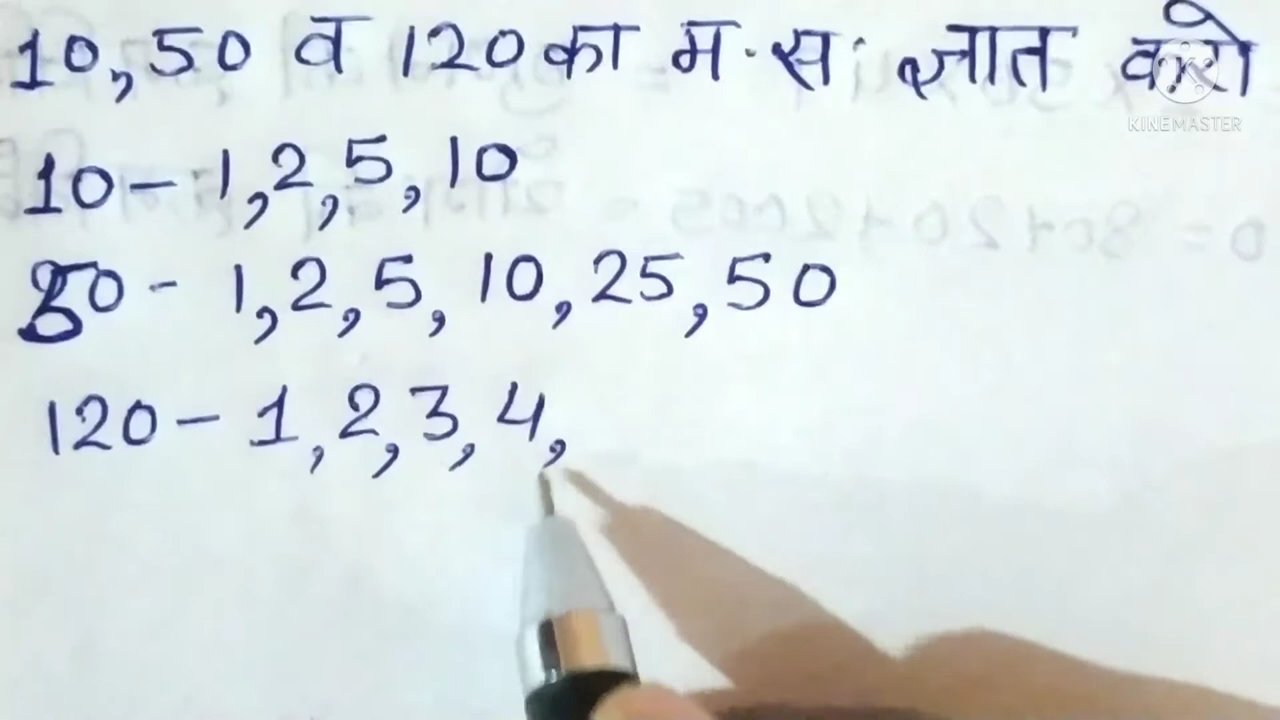 10, 50 व 120 का म.स. ज्ञात करो
KINEMASTER
10 - 1, 2, 5, 10
50 - 1, 2, 5, 10, 25, 50
120 - 1, 2, 3, 4,